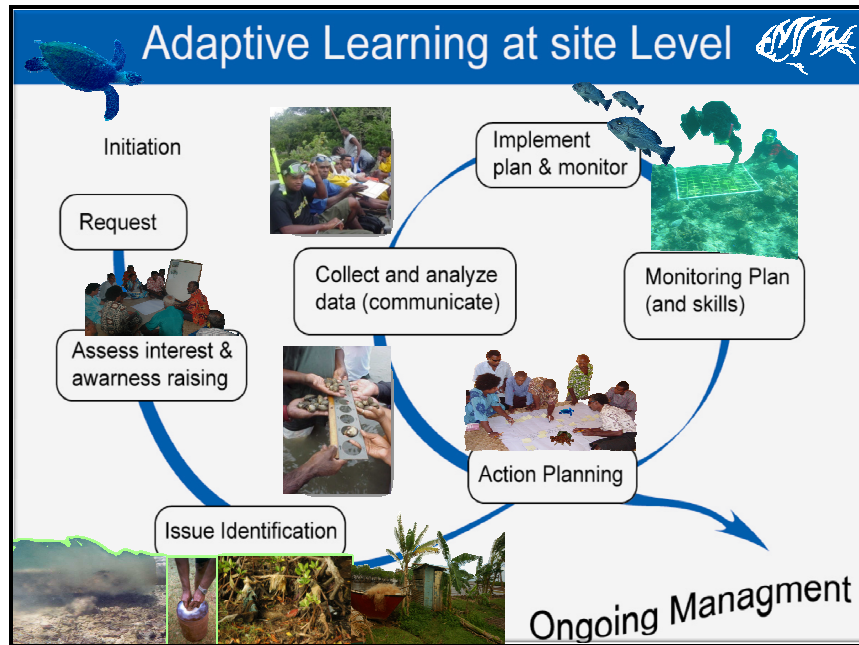 Adaptive Learning at site Level
Initiation
Request
Assess interest &
awarness raising
Issue Identification
Action Planning
Collect and analyze
data (communicate)
Implement
plan & monitor
Monitoring Plan
(and skills)
Ongoing Managment